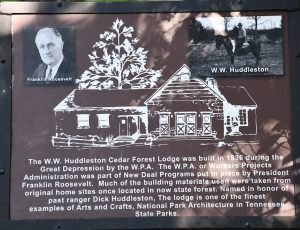 Franklin Roosevelt
W.W. Huddleston
The W.W. Huddleston Cedar Forest Lodge was built in 1936 during the
Great Depression by the W.P.A. The W.P.A. or Workers Projects
Administration was part of New Deal Programs put in place by President
Franklin Roosevelt. Much of the building materials used were taken from
original home sites once located in now state forest. Named in honor of
past ranger Dick Huddleston, The lodge is one of the finest
examples of Arts and Crafts, National Park Architecture in Tennessee
State Parks.